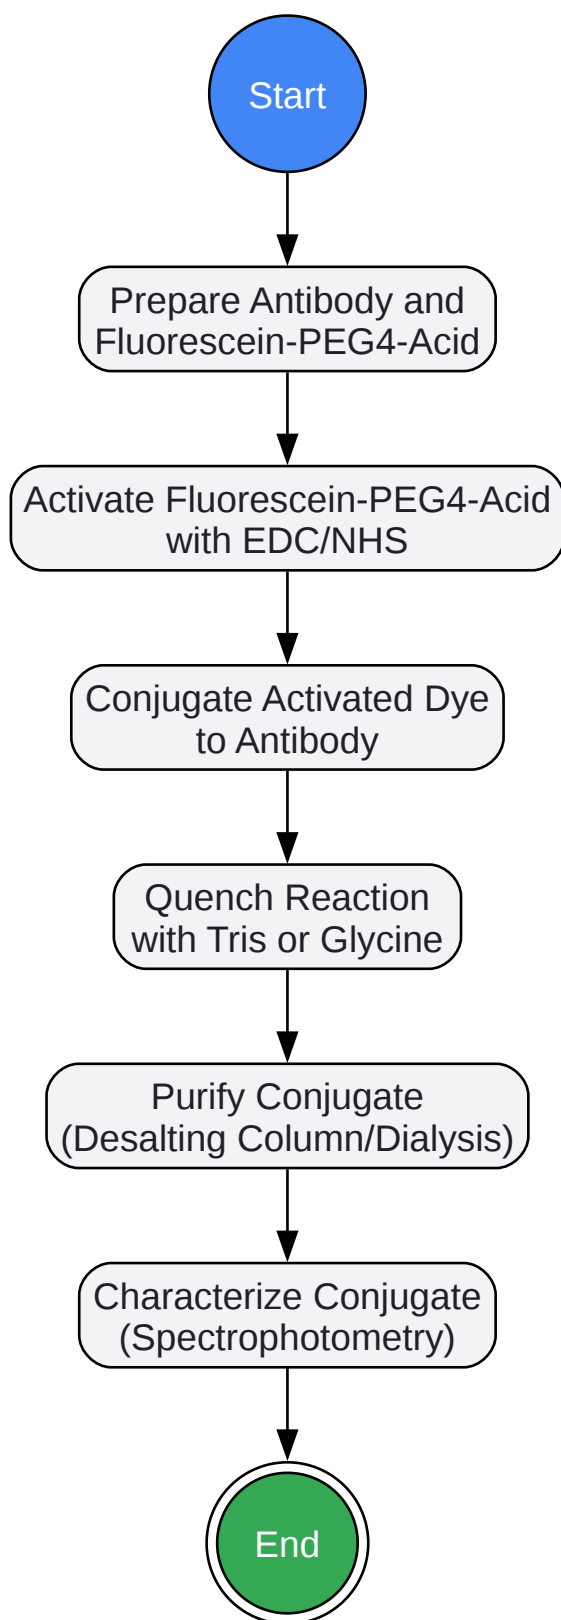 Start
Prepare Antibody and
Fluorescein-PEG4-Acid
Activate Fluorescein-PEG4-Acid
with EDC/NHS
Conjugate Activated Dye
to Antibody
Quench Reaction
with Tris or Glycine
Purify Conjugate
(Desalting Column/Dialysis)
Characterize Conjugate
(Spectrophotometry)
End